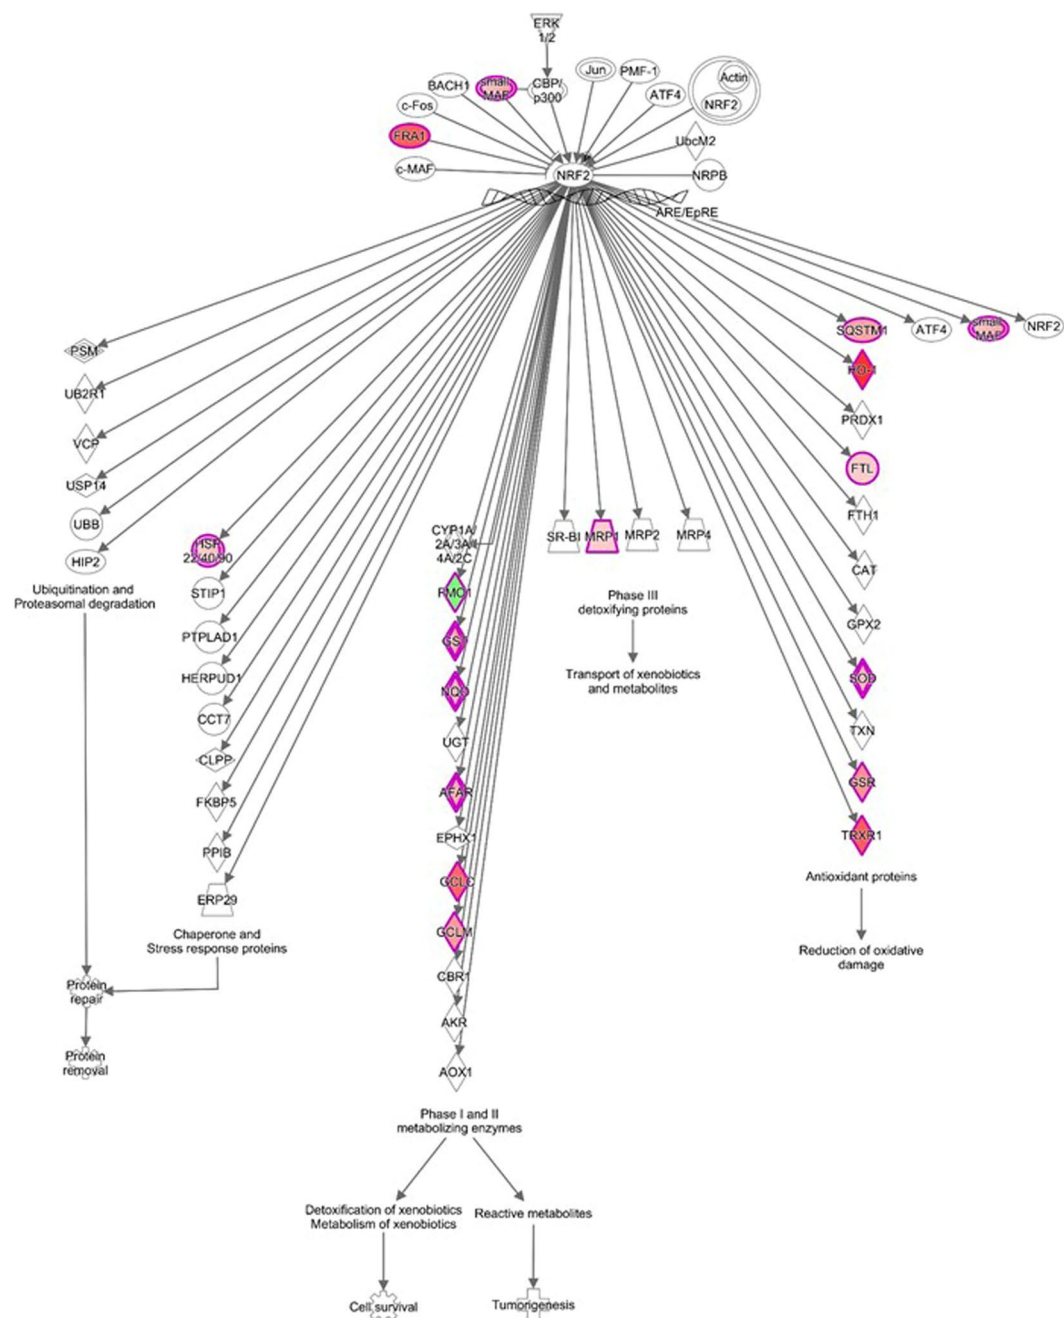 ERK
1/2
BACH1
small
MAF
CBP/
p300
Jun
PMF-1
ATF4
Actin
NRF2
c-Fos
FRA1
c-MAF
NRF2
UbcM2
NRPB
ARE/EpRE
PSM
UB2R1
VCP
USP14
UBB
HIP2
Ubiquitination and
Proteasomal degradation
HSP
22/40/90
STIP1
PTPLAD1
HERPUD1
CCT7
CLPP
FKBP5
PPIB
ERP29
Chaperone and
Stress response proteins
Protein
repair
Protein
removal
CYP1A/
2A/3A/
4A/2C
FMO1
GST
NQO
UGT
AFAR
EPHX1
GCLC
GCLM
CBR1
AKR
AOX1
Phase I and II
metabolizing enzymes
Detoxification of xenobiotics
Metabolism of xenobiotics
Reactive metabolites
Cell survival
Tumorigenesis
SR-BI
MRP1
MRP2
MRP4
Phase III
detoxifying proteins
Transport of xenobiotics
and metabolites
SQSTM1
ATF4
small
MAF
NRF2
HO-1
PRDX1
FTL
FTH1
CAT
GPX2
SOD
TXN
GSR
TRXR1
Antioxidant proteins
Reduction of oxidative
damage